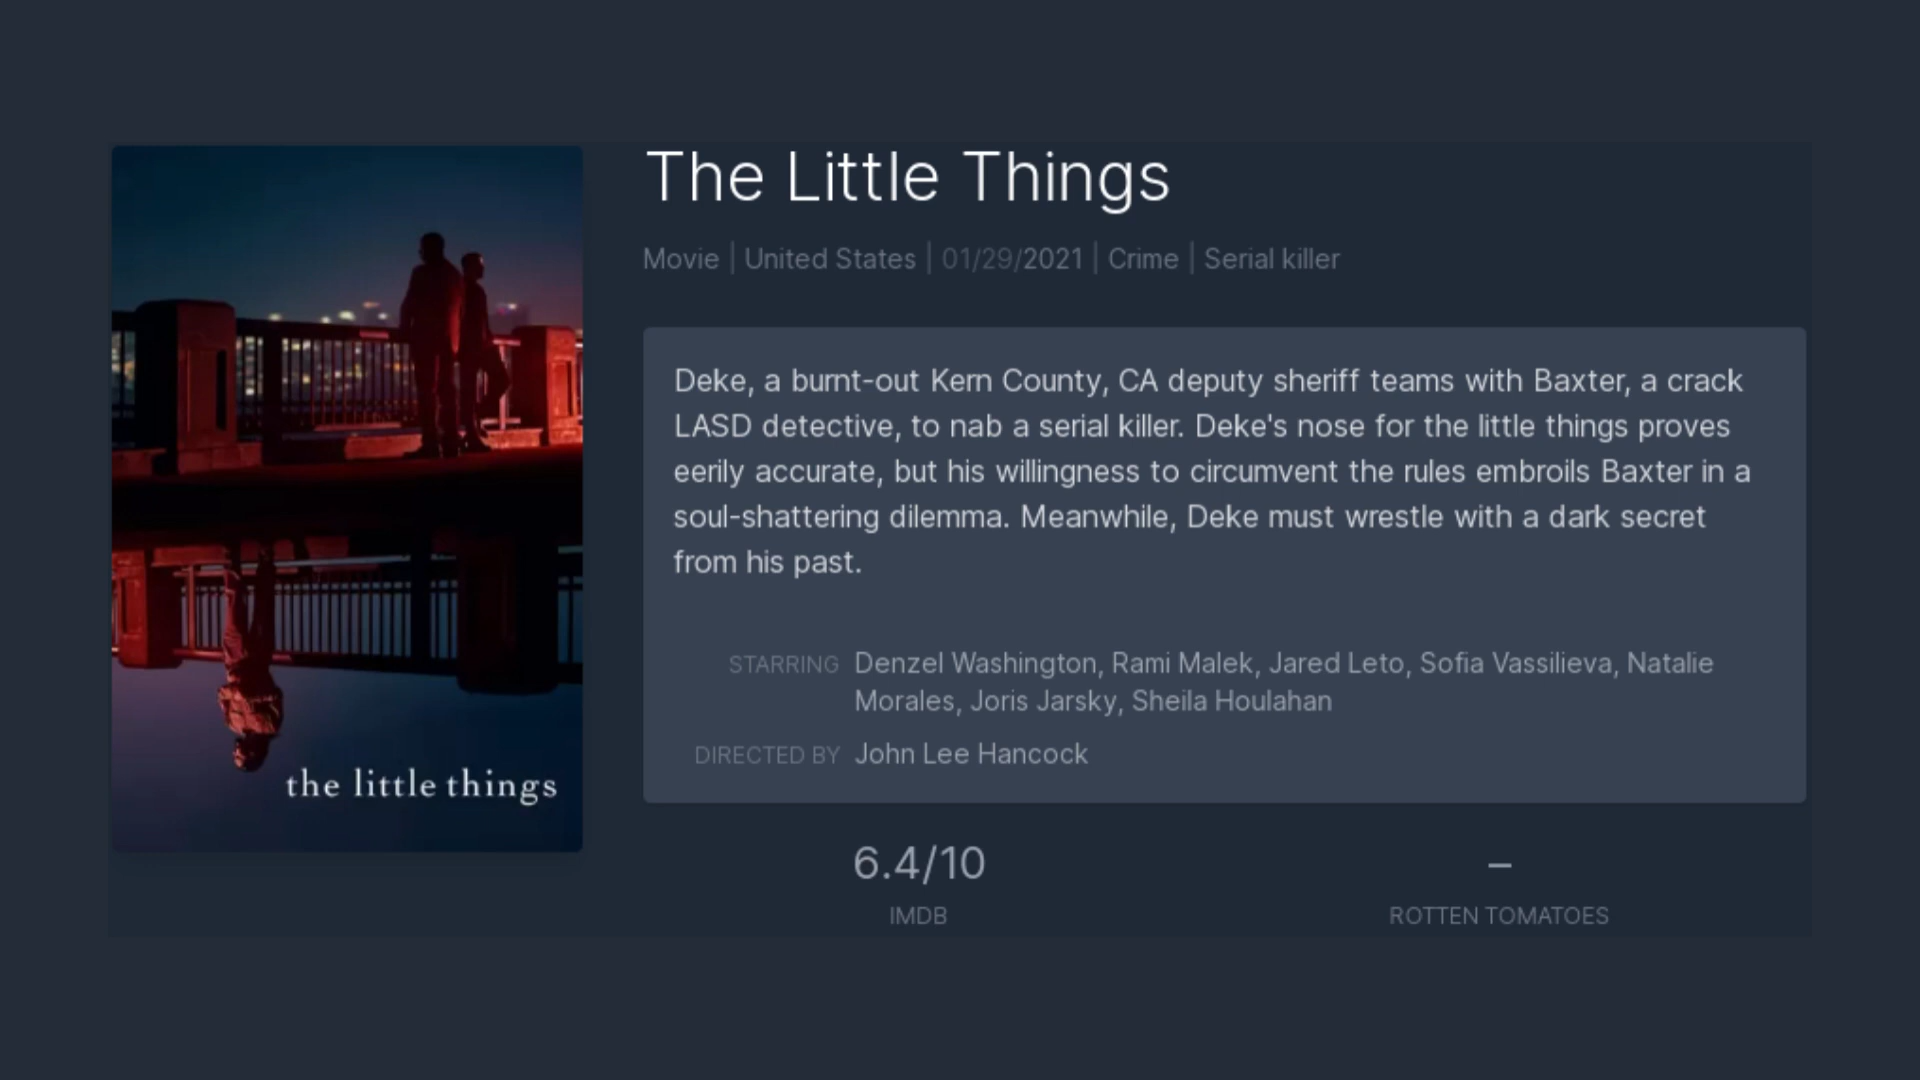 The Little Things
Movie | United States | 01/29/2021 | Crime | Serial killer
Deke, a burnt-out Kern County, CA deputy sheriff teams with Baxter, a crack
LASD detective, to nab a serial killer. Deke's nose for the little things proves
eerily accurate, but his willingness to circumvent the rules embroils Baxter in a
soul-shattering dilemma. Meanwhile, Deke must wrestle with a dark secret
from his past.
STARRING Denzel Washington, Rami Malek, Jared Leto, Sofia Vassilieva, Natalie
Morales, Joris Jarsky, Sheila Houlahan
DIRECTED BY John Lee Hancock
the little things
6.4/10 –
IMDB ROTTEN TOMATOES